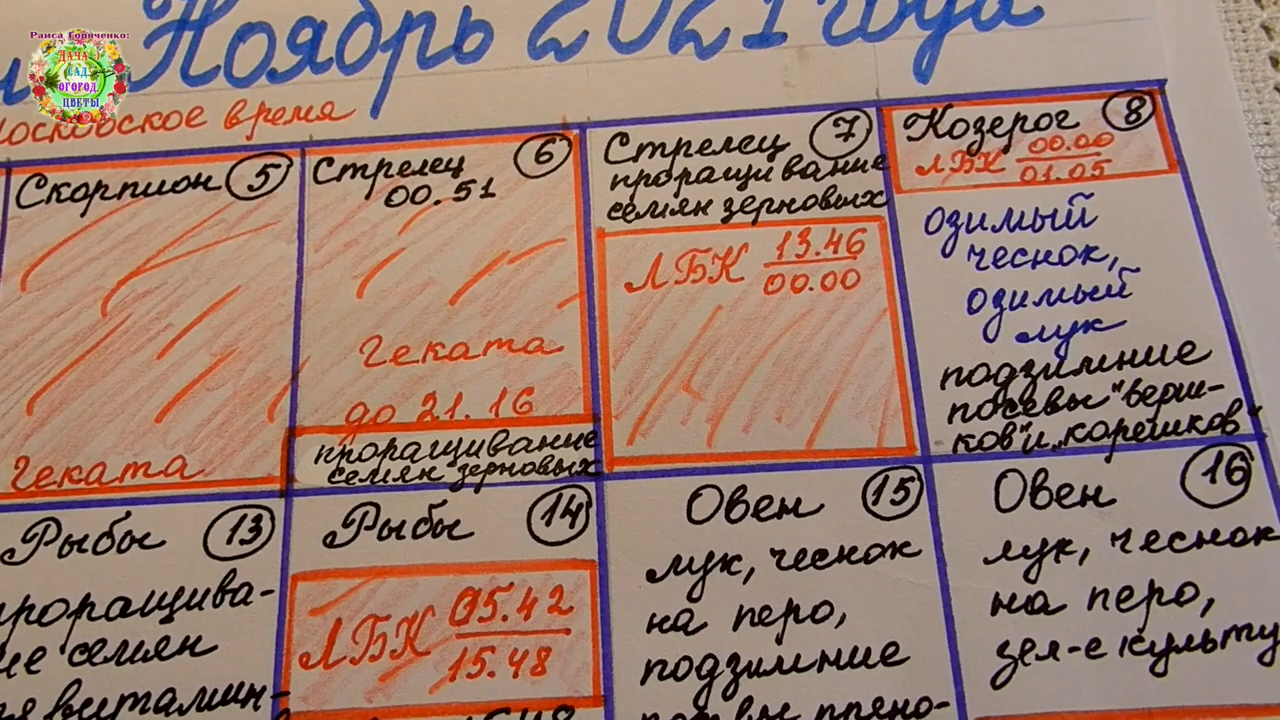 Раиса Горяченко:
ДАЧА
САД
ОГОРОД
ЦВЕТЫ
Ноябрь 2021 года
Московское время
Скорпион 5
Геката
Стрелец 6
00.51
Геката
до 21.16
проращивание
семян зерновых
Стрелец 7
проращивание
семян зерновых
ЛБК 13.46
00.00
Козерог 8
ЛБК 00.00
01.05
озимый
чеснок,
озимый
лук
подзимние
посевы "верш-
ков" и "корешков"
Рыбы 13
проращива-
ие семян
Рыбы 14
ЛБК 05.42
15.48
Овен 15
лук, чеснок
на перо,
подзимние
Овен 16
лук, чеснок
на перо,
зел-е культу